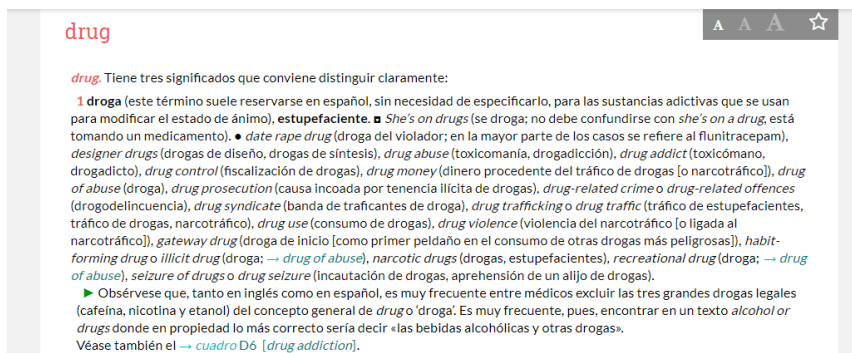 drug
A A A
drug. Tiene tres significados que conviene distinguir claramente:
1 droga (este término suele reservarse en español, sin necesidad de especificarlo, para las sustancias adictivas que se usan
para modificar el estado de ánimo), estupefaciente. ◘ She's on drugs (se droga; no debe confundirse con she's on a drug, está
tomando un medicamento). ● date rape drug (droga del violador; en la mayor parte de los casos se refiere al flunitracepam),
designer drugs (drogas de diseño, drogas de síntesis), drug abuse (toxicomanía, drogadicción), drug addict (toxicómano,
drogadicto), drug control (fiscalización de drogas), drug money (dinero procedente del tráfico de drogas [o narcotráfico]), drug
of abuse (droga), drug prosecution (causa incoada por tenencia ilícita de drogas), drug-related crime o drug-related offences
(drogodelincuencia), drug syndicate (banda de traficantes de droga), drug trafficking o drug traffic (tráfico de estupefacientes,
tráfico de drogas, narcotráfico), drug use (consumo de drogas), drug violence (violencia del narcotráfico [o ligada al
narcotráfico]), gateway drug (droga de inicio [como primer peldaño en el consumo de otras drogas más peligrosas]), habit-
forming drug o illicit drug (droga; → drug of abuse), narcotic drugs (drogas, estupefacientes), recreational drug (droga; → drug
of abuse), seizure of drugs o drug seizure (incautación de drogas, aprehensión de un alijo de drogas).
► Obsérvese que, tanto en inglés como en español, es muy frecuente entre médicos excluir las tres grandes drogas legales
(cafeína, nicotina y etanol) del concepto general de drug o 'droga'. Es muy frecuente, pues, encontrar en un texto alcohol or
drugs donde en propiedad lo más correcto sería decir «las bebidas alcohólicas y otras drogas».
Véase también el → cuadro D6 [drug addiction].